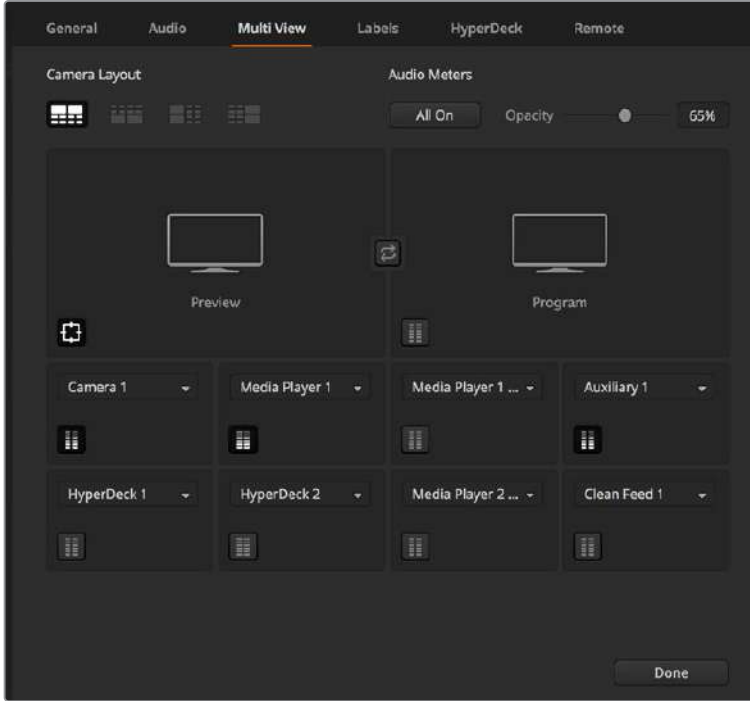 General Audio Multi View Labels HyperDeck Remote
Camera Layout Audio Meters
All On Opacity 65%
Preview Program
Camera 1 Media Player 1 Media Player 1 ... Auxiliary 1
HyperDeck 1 HyperDeck 2 Media Player 2 ... Clean Feed 1
Done